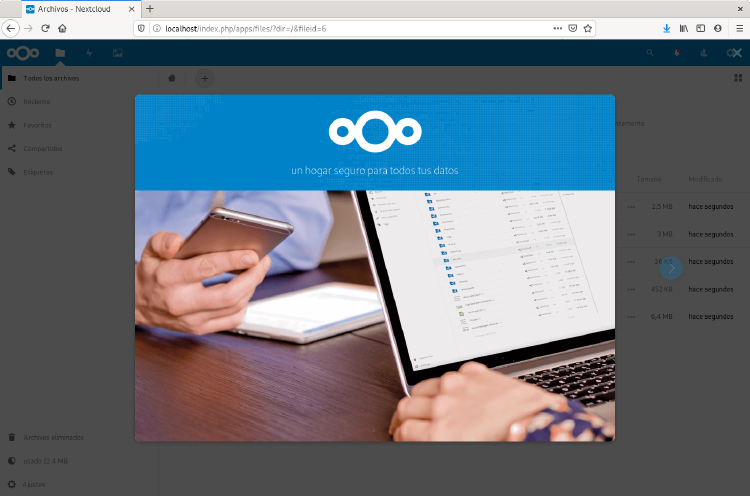 Archivos - Nextcloud
localhost/index.php/apps/files/?dir=/&fileid=6
Todos los archivos
Reciente
Favoritos
Compartidos
Etiquetas
un hogar seguro para todos tus datos
Tamaño Modificado
2,5 MB hace segundos
3 MB hace segundos
hace segundos
452 KB hace segundos
6,4 MB hace segundos
Archivos eliminados
usado 12,4 MB
Ajustes